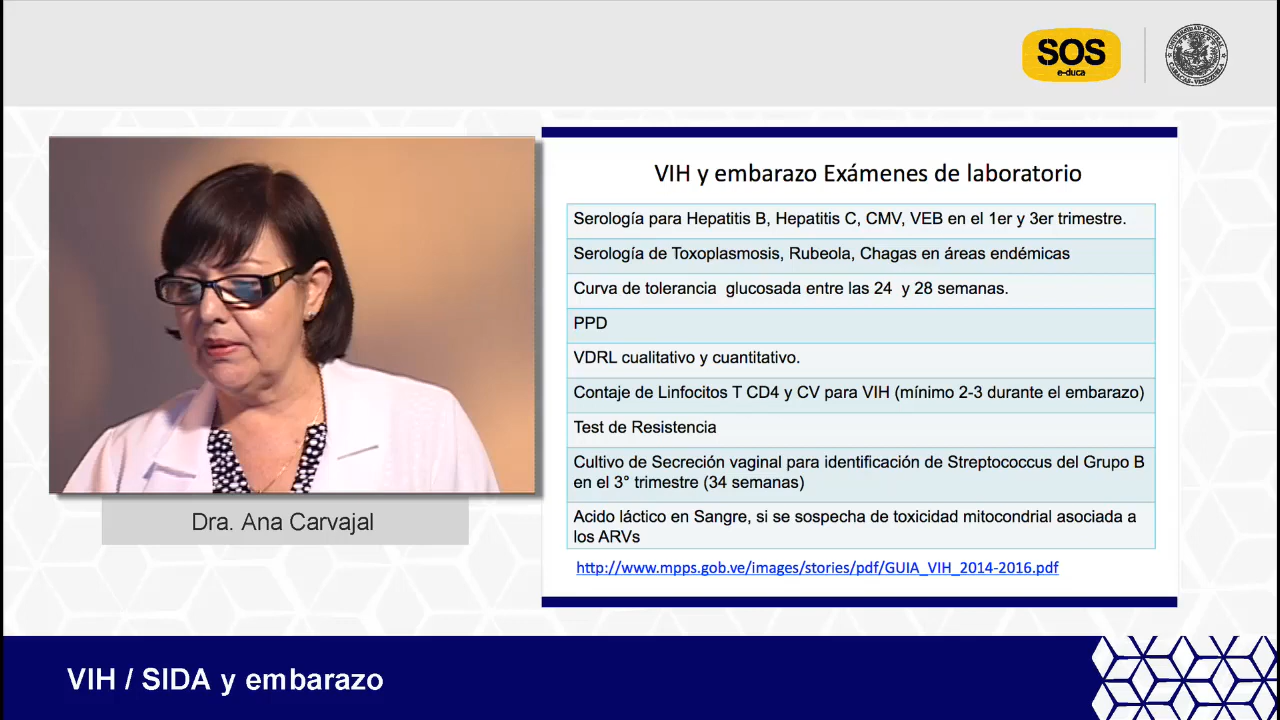 SOS
e-duca
UNIVERSIDAD CENTRAL
CARACAS - VENEZUELA
VIH y embarazo Exámenes de laboratorio
Serología para Hepatitis B, Hepatitis C, CMV, VEB en el 1er y 3er trimestre.
Serología de Toxoplasmosis, Rubeola, Chagas en áreas endémicas
Curva de tolerancia glucosada entre las 24 y 28 semanas.
PPD
VDRL cualitativo y cuantitativo.
Contaje de Linfocitos T CD4 y CV para VIH (mínimo 2-3 durante el embarazo)
Test de Resistencia
Cultivo de Secreción vaginal para identificación de Streptococcus del Grupo B
en el 3° trimestre (34 semanas)
Acido láctico en Sangre, si se sospecha de toxicidad mitocondrial asociada a
los ARVs
http://www.mpps.gob.ve/images/stories/pdf/GUIA_VIH_2014-2016.pdf
Dra. Ana Carvajal
VIH / SIDA y embarazo